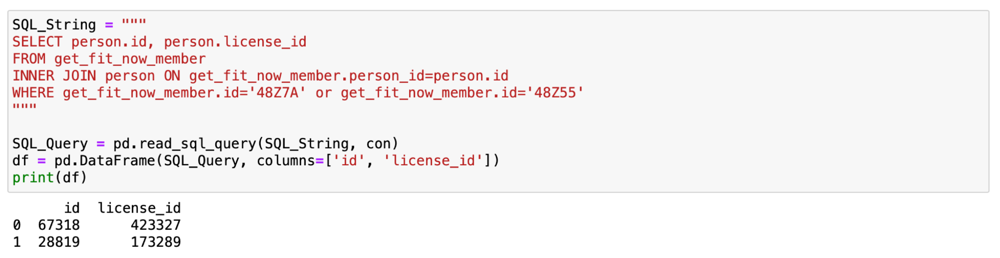 SQL_String = """
SELECT person.id, person.license_id
FROM get_fit_now_member
INNER JOIN person ON get_fit_now_member.person_id=person.id
WHERE get_fit_now_member.id='48Z7A' or get_fit_now_member.id='48Z55'
"""
SQL_Query = pd.read_sql_query(SQL_String, con)
df = pd.DataFrame(SQL_Query, columns=['id', 'license_id'])
print(df)
id license_id
0 67318 423327
1 28819 173289